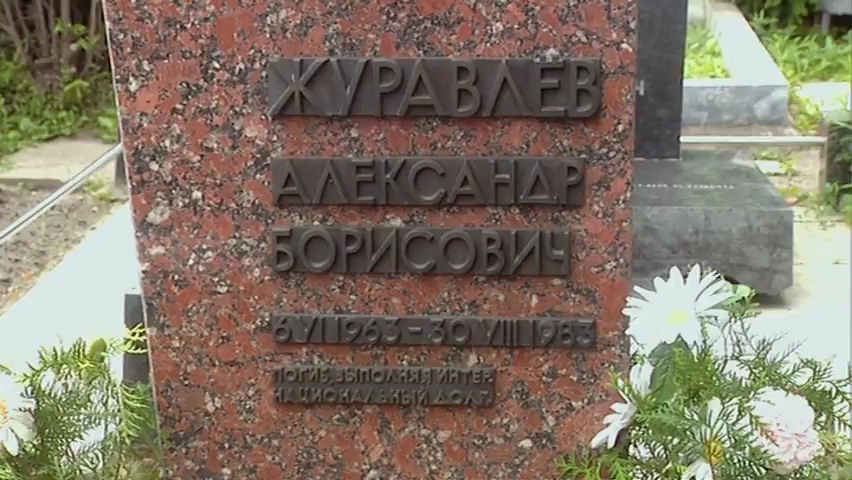 ЖУРАВЛЁВ
АЛЕКСАНДР
БОРИСОВИЧ
6 VI 1963 – 30 VIII 1983
ПОГИБ, ВЫПОЛНЯЯ ИНТЕР-
НАЦИОНАЛЬНЫЙ ДОЛГ.